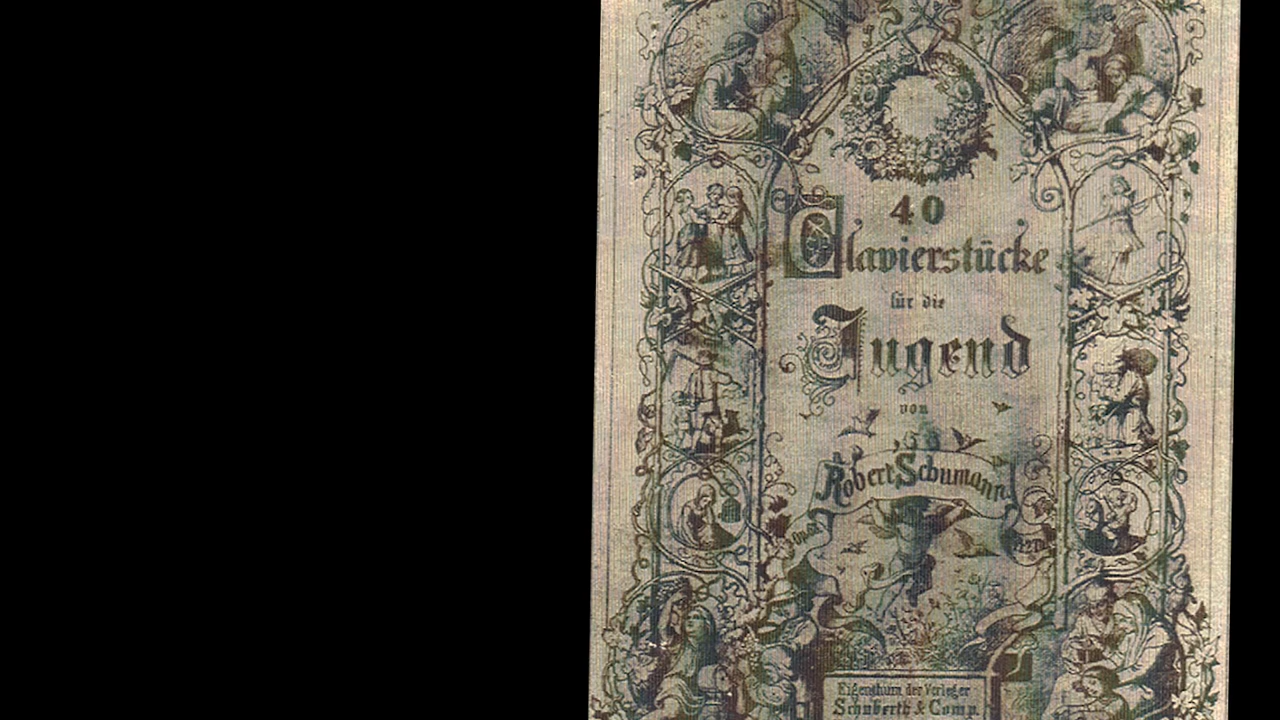 40
Clavierstücke
für die
Jugend
von
Robert Schumann.
Eigenthum der Verleger
Schuberth & Comp.